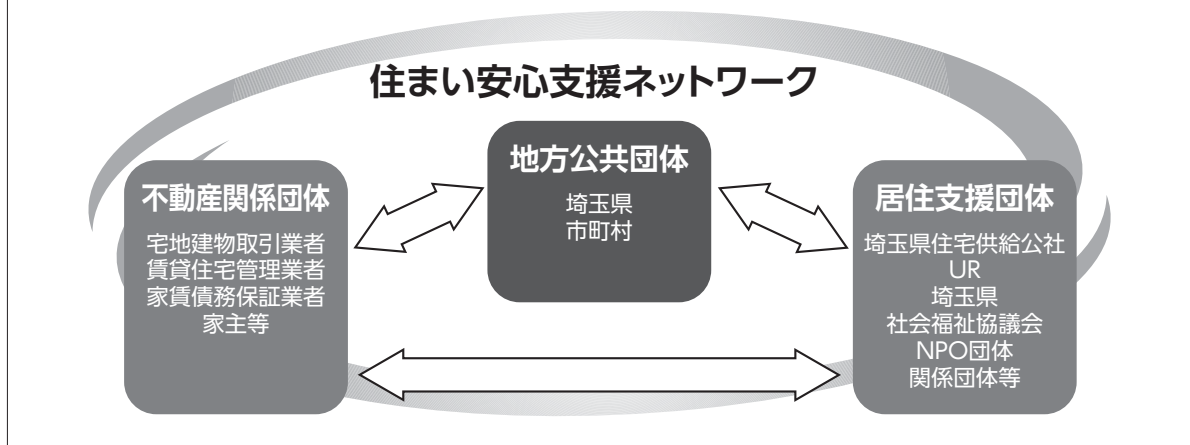 住まい安心支援ネットワーク
地方公共団体
埼玉県
市町村
不動産関係団体
宅地建物取引業者
賃貸住宅管理業者
家賃債務保証業者
家主等
居住支援団体
埼玉県住宅供給公社
UR
埼玉県
社会福祉協議会
NPO団体
関係団体等